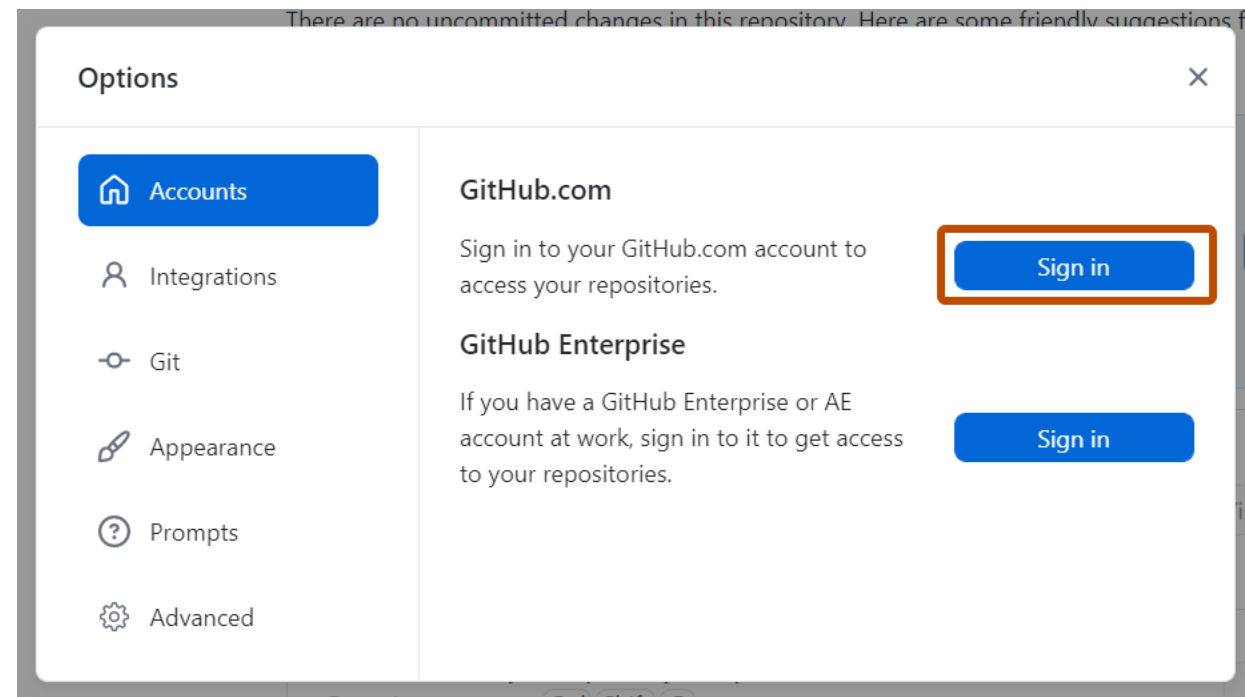 There are no uncommitted changes in this repository. Here are some friendly suggestions f
Options
Accounts
Integrations
Git
Appearance
Prompts
Advanced
GitHub.com
Sign in to your GitHub.com account to
access your repositories.
Sign in
GitHub Enterprise
If you have a GitHub Enterprise or AE
account at work, sign in to it to get access
to your repositories.
Sign in